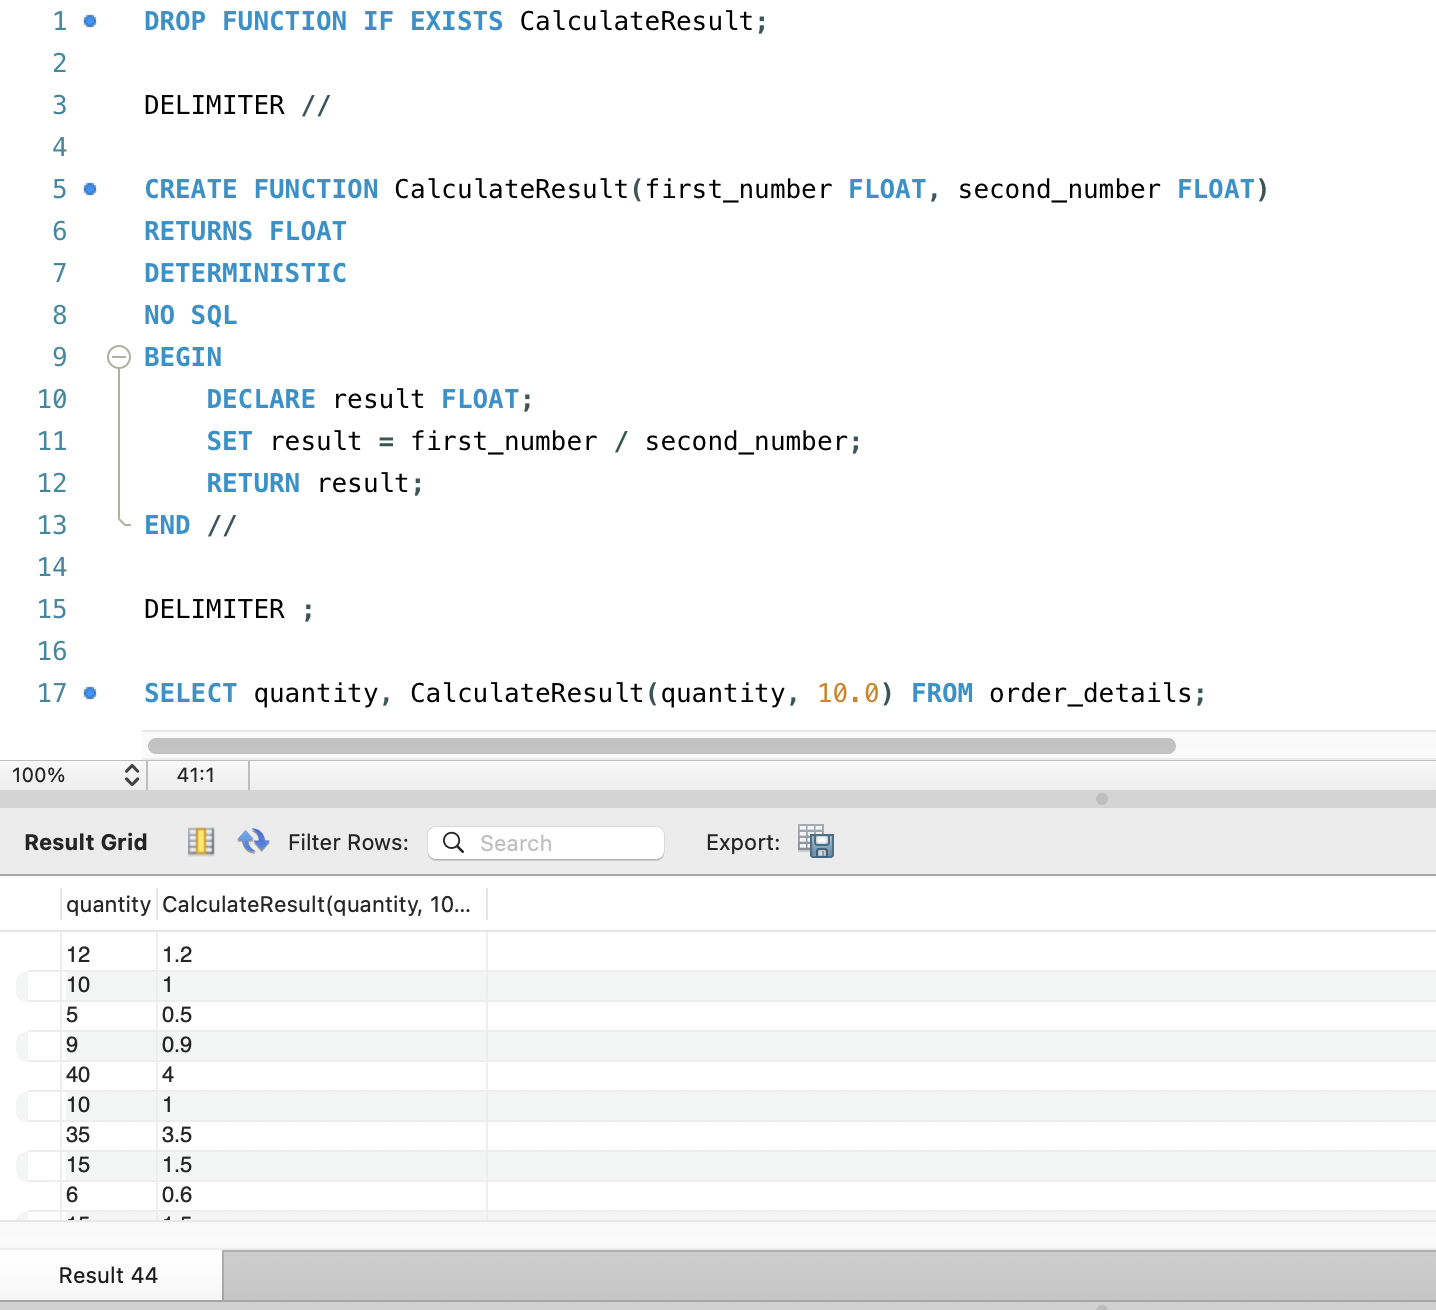 1 DROP FUNCTION IF EXISTS CalculateResult;
2
3 DELIMITER //
4
5 CREATE FUNCTION CalculateResult(first_number FLOAT, second_number FLOAT)
6 RETURNS FLOAT
7 DETERMINISTIC
8 NO SQL
9 BEGIN
10 DECLARE result FLOAT;
11 SET result = first_number / second_number;
12 RETURN result;
13 END //
14
15 DELIMITER ;
16
17 SELECT quantity, CalculateResult(quantity, 10.0) FROM order_details;
100% 41:1
Result Grid Filter Rows: Search Export:
quantity CalculateResult(quantity, 10...
12 1.2
10 1
5 0.5
9 0.9
40 4
10 1
35 3.5
15 1.5
6 0.6
15 1.5
Result 44